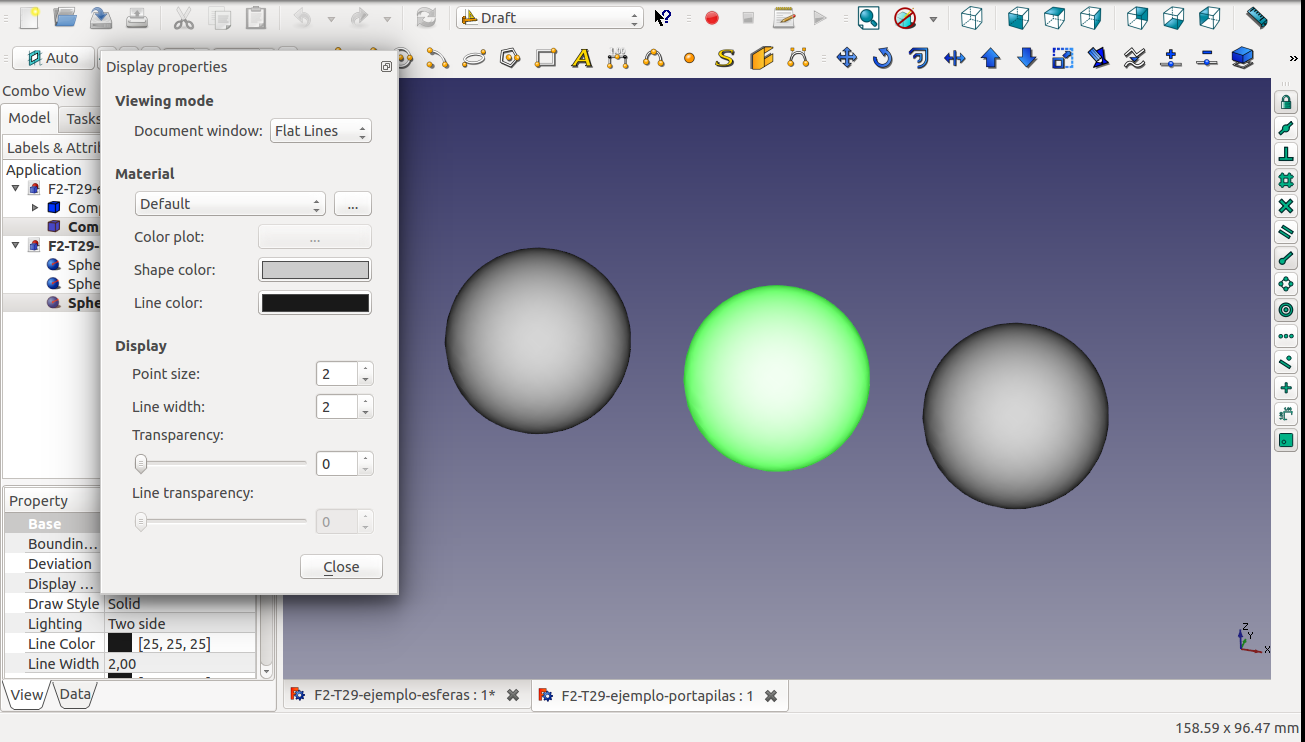 Draft
Auto
Display properties
Combo View
Viewing mode
Document window: Flat Lines
Model
Tasks
Labels &
Application
Material
Default
...
F2-T29-
Com
F2-T29-
Sphe
Sphe
Sphe
Color plot: ...
Shape color:
Line color:
Display
Point size: 2
Line width: 2
Transparency:
0
Line transparency:
0
Close
Property
Base
Boundin...
Deviation
Display ...
Draw Style Solid
Lighting Two side
Line Color [25, 25, 25]
Line Width 2,00
View
Data
Z
Y
X
F2-T29-ejemplo-esferas : 1*
F2-T29-ejemplo-portapilas : 1
158.59 x 96.47 mm